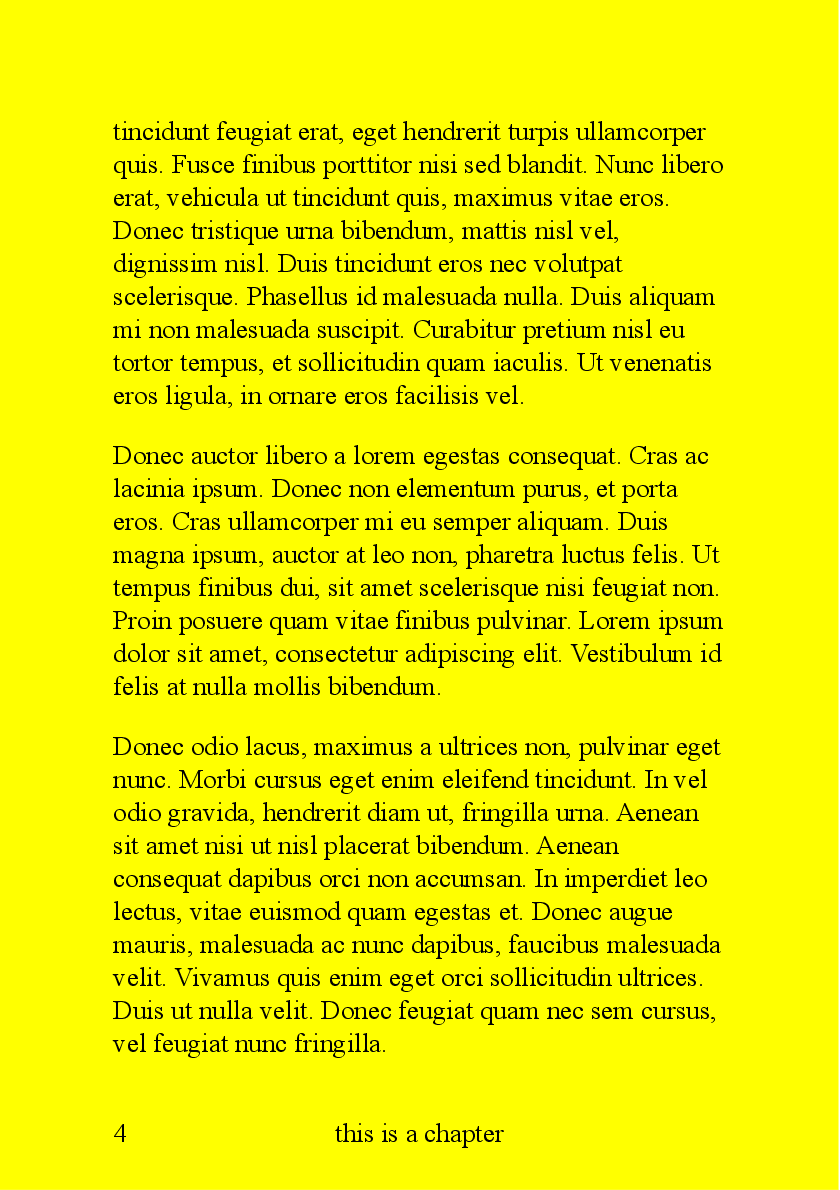 tincidunt feugiat erat, eget hendrerit turpis ullamcorper
quis. Fusce finibus porttitor nisi sed blandit. Nunc libero
erat, vehicula ut tincidunt quis, maximus vitae eros.
Donec tristique urna bibendum, mattis nisl vel,
dignissim nisl. Duis tincidunt eros nec volutpat
scelerisque. Phasellus id malesuada nulla. Duis aliquam
mi non malesuada suscipit. Curabitur pretium nisl eu
tortor tempus, et sollicitudin quam iaculis. Ut venenatis
eros ligula, in ornare eros facilisis vel.
Donec auctor libero a lorem egestas consequat. Cras ac
lacinia ipsum. Donec non elementum purus, et porta
eros. Cras ullamcorper mi eu semper aliquam. Duis
magna ipsum, auctor at leo non, pharetra luctus felis. Ut
tempus finibus dui, sit amet scelerisque nisi feugiat non.
Proin posuere quam vitae finibus pulvinar. Lorem ipsum
dolor sit amet, consectetur adipiscing elit. Vestibulum id
felis at nulla mollis bibendum.
Donec odio lacus, maximus a ultrices non, pulvinar eget
nunc. Morbi cursus eget enim eleifend tincidunt. In vel
odio gravida, hendrerit diam ut, fringilla urna. Aenean
sit amet nisi ut nisl placerat bibendum. Aenean
consequat dapibus orci non accumsan. In imperdiet leo
lectus, vitae euismod quam egestas et. Donec augue
mauris, malesuada ac nunc dapibus, faucibus malesuada
velit. Vivamus quis enim eget orci sollicitudin ultrices.
Duis ut nulla velit. Donec feugiat quam nec sem cursus,
vel feugiat nunc fringilla.
4 this is a chapter